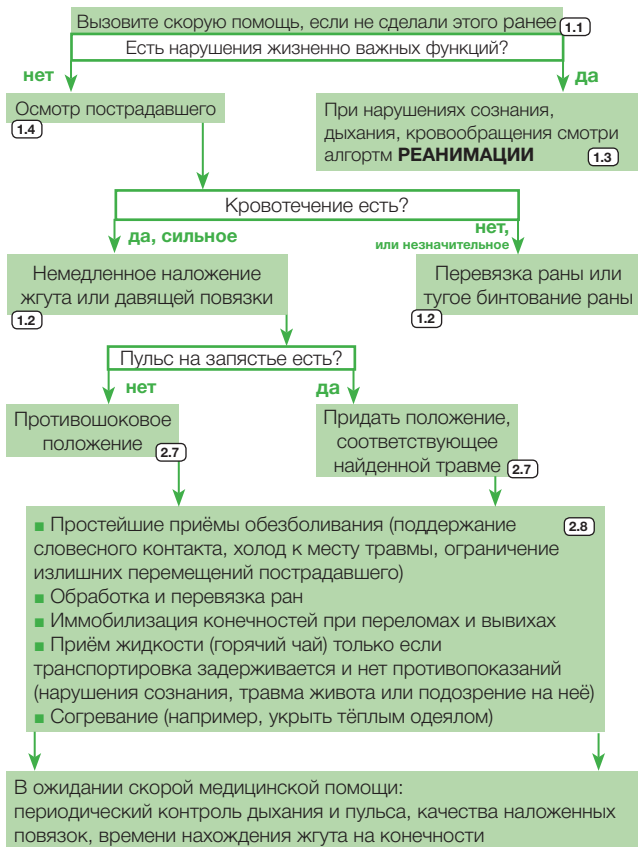 Вызовите скорую помощь, если не сделали этого ранее 1.1
Есть нарушения жизненно важных функций?
нет
да
Осмотр пострадавшего
1.4
При нарушениях сознания,
дыхания, кровообращения смотри
алгортм РЕАНИМАЦИИ 1.3
Кровотечение есть?
да, сильное
нет,
или незначительное
Немедленное наложение
жгута или давящей повязки
1.2
Перевязка раны или
тугое бинтование раны
1.2
Пульс на запястье есть?
нет
да
Противошоковое
положение 2.7
Придать положение,
соответствующее
найденной травме 2.7
■ Простейшие приёмы обезболивания (поддержание 2.8
словесного контакта, холод к месту травмы, ограничение
излишних перемещений пострадавшего)
■ Обработка и перевязка ран
■ Иммобилизация конечностей при переломах и вывихах
■ Приём жидкости (горячий чай) только если
транспортировка задерживается и нет противопоказаний
(нарушения сознания, травма живота или подозрение на неё)
■ Согревание (например, укрыть тёплым одеялом)
В ожидании скорой медицинской помощи:
периодический контроль дыхания и пульса, качества наложенных
повязок, времени нахождения жгута на конечности